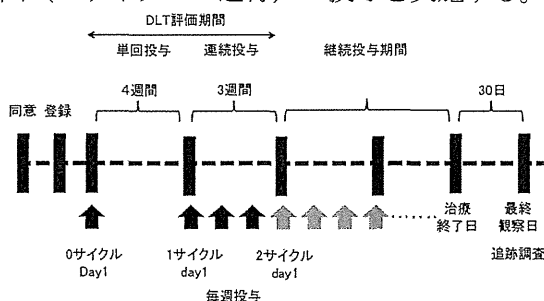 DLT評価期間
単回投与 連続投与 継続投与期間
4週間 3週間 30日
同意 登録
治療終了日
最終観察日
0サイクル Day1
1サイクル day1
2サイクル day1
追跡調査
毎週投与